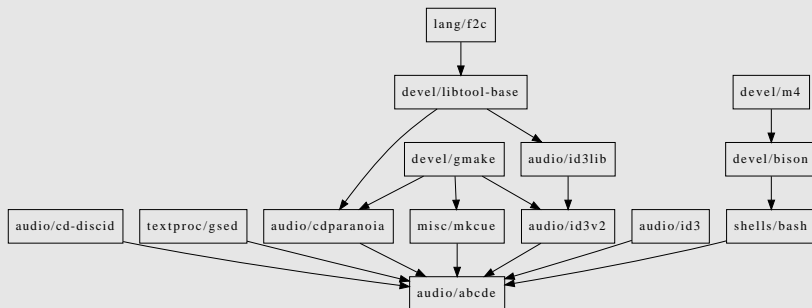 lang/f2c
devel/libtool-base
devel/m4
devel/gmake
audio/id3lib
devel/bison
audio/cd-discid
textproc/gsed
audio/cdparanoia
misc/mkcue
audio/id3v2
audio/id3
shells/bash
audio/abcde